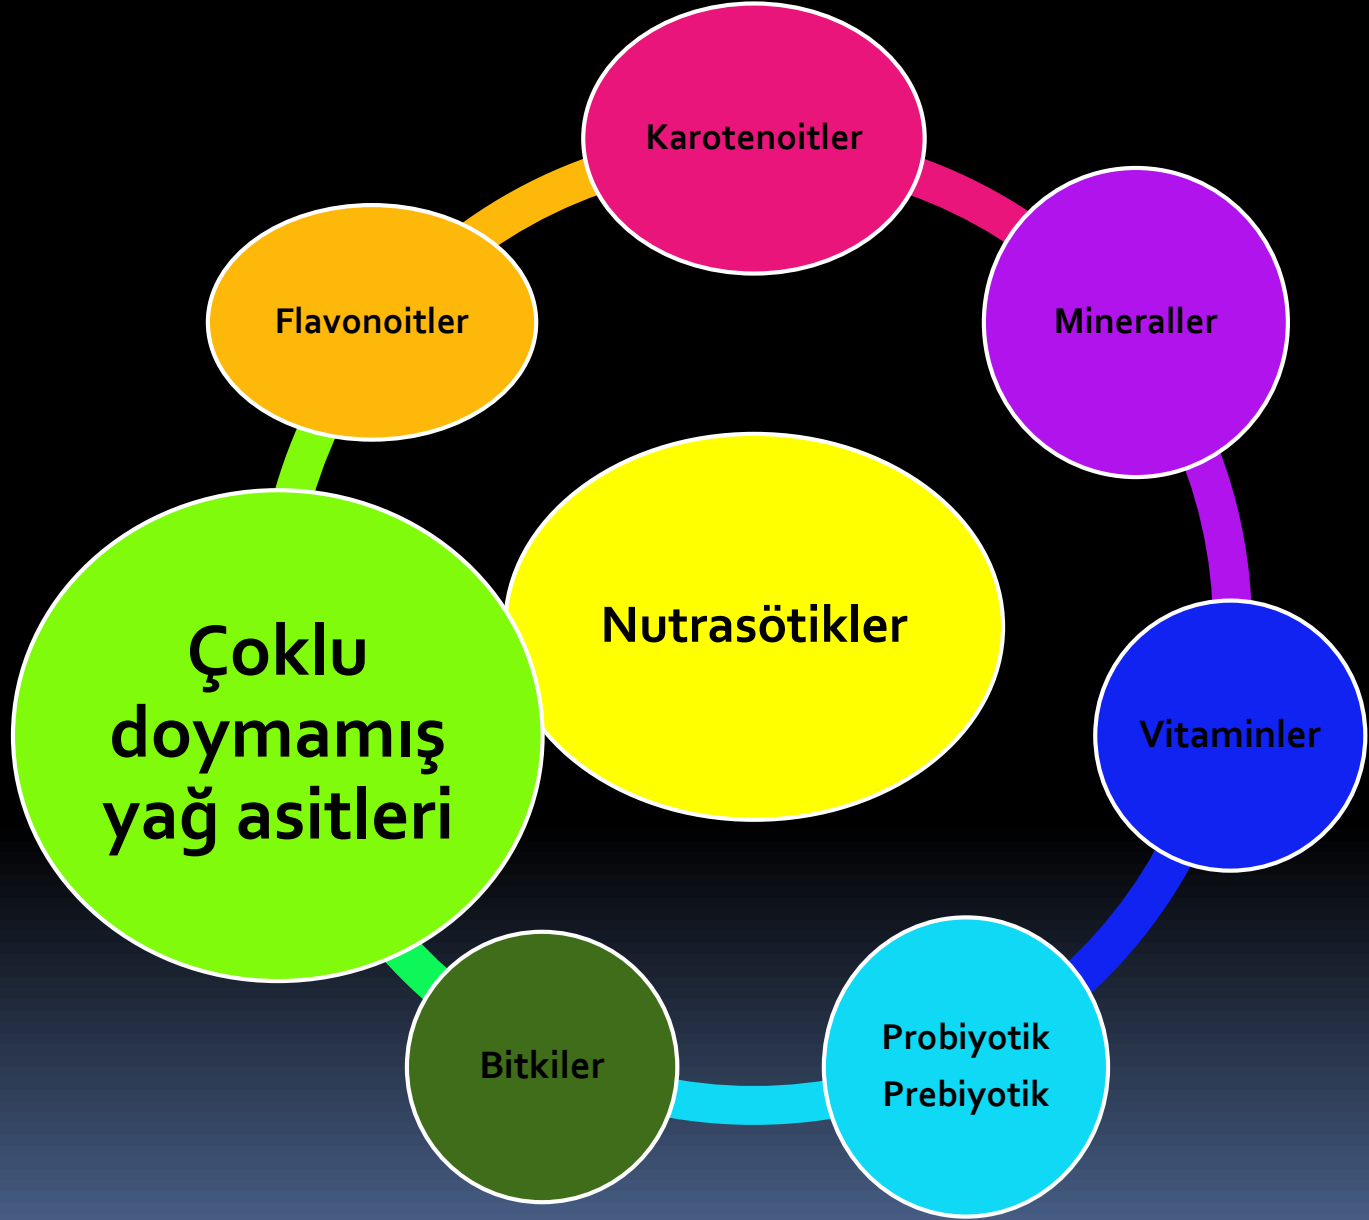 Karotenoitler
Flavonoitler
Mineraller
Nutrasötikler
Çoklu
doymamış
yağ asitleri
Vitaminler
Probiyotik
Prebiyotik
Bitkiler